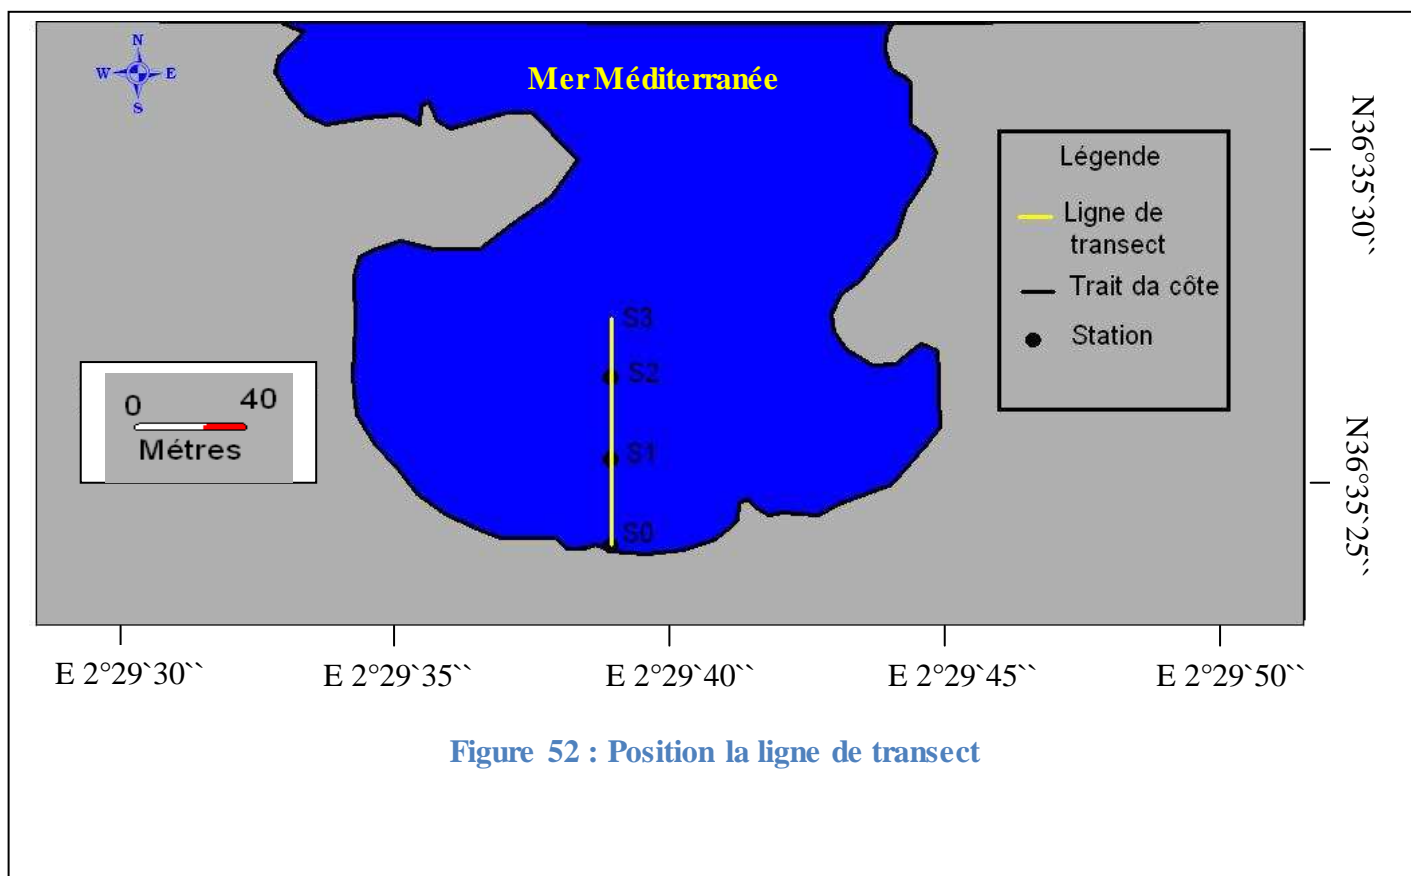 N
W E
S
Mer Méditerranée
Légende
Ligne de
transect
Trait da côte
Station
S3
S2
S1
S0
0 40
Métres
N36°35`30``
N36°35`25``
E 2°29`30`` E 2°29`35`` E 2°29`40`` E 2°29`45`` E 2°29`50``
Figure 52 : Position la ligne de transect